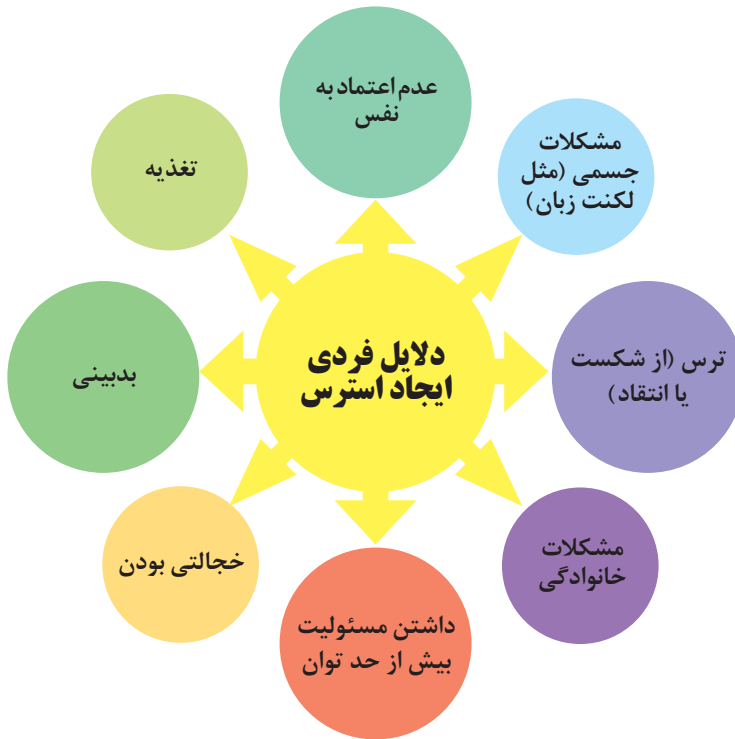 دلایل فردی
ایجاد استرس
عدم اعتماد به
نفس
مشکلات
جسمی (مثل
لکنت زبان)
ترس (از شکست
یا انتقاد)
مشکلات
خانوادگی
داشتن مسئولیت
بیش از حد توان
خجالتی بودن
بدبینی
تغذیه